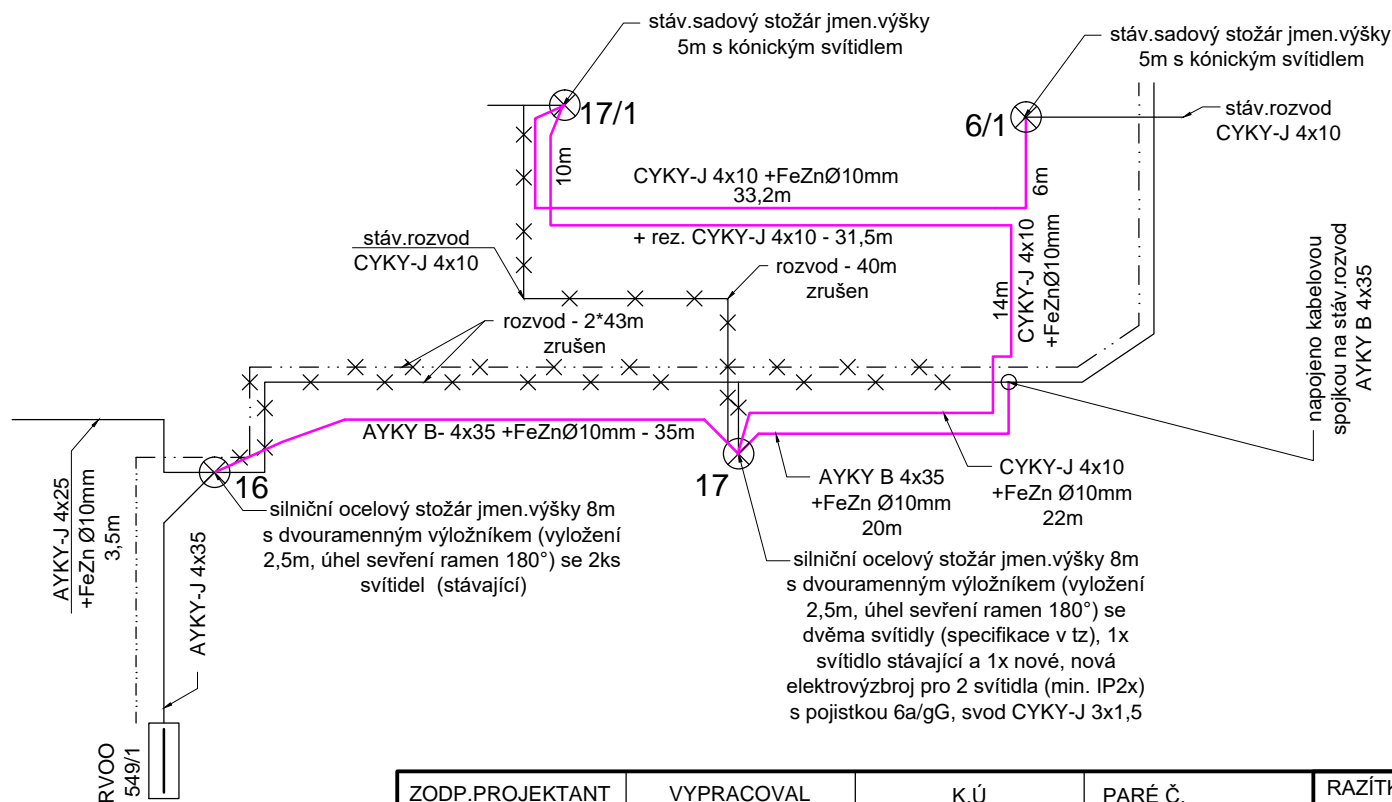 stáv.sadový stožár jmen.výšky
5m s kónickým svítidlem
stáv.sadový stožár jmen.výšky
5m s kónickým svítidlem
17/1
6/1
stáv.rozvod
CYKY-J 4x10
10m
CYKY-J 4x10 +FeZnØ10mm
33,2m
6m
+ rez. CYKY-J 4x10 - 31,5m
CYKY-J 4x10
+FeZnØ10mm
14m
stáv.rozvod
CYKY-J 4x10
rozvod - 40m
zrušen
rozvod - 2*43m
zrušen
napojeno kabelovou
spojkou na stáv.rozvod
AYKY B 4x35
AYKY B- 4x35 +FeZnØ10mm - 35m
16
17
AYKY B 4x35
+FeZn Ø10mm
20m
CYKY-J 4x10
+FeZn Ø10mm
22m
AYKY-J 4x25
+FeZn Ø10mm
3,5m
AYKY-J 4x35
silniční ocelový stožár jmen.výšky 8m
s dvouramenným výložníkem (vyložení
2,5m, úhel sevření ramen 180°) se 2ks
svítidel (stávající)
silniční ocelový stožár jmen.výšky 8m
s dvouramenným výložníkem (vyložení
2,5m, úhel sevření ramen 180°) se
dvěma svítidly (specifikace v tz), 1x
svítidlo stávající a 1x nové, nová
elektrovýzbroj pro 2 svítidla (min. IP2x)
s pojistkou 6a/gG, svod CYKY-J 3x1,5
RVOO
549/1
ZODP.PROJEKTANT
VYPRACOVAL
K.Ú
PARÉ Č.
RAZÍTK